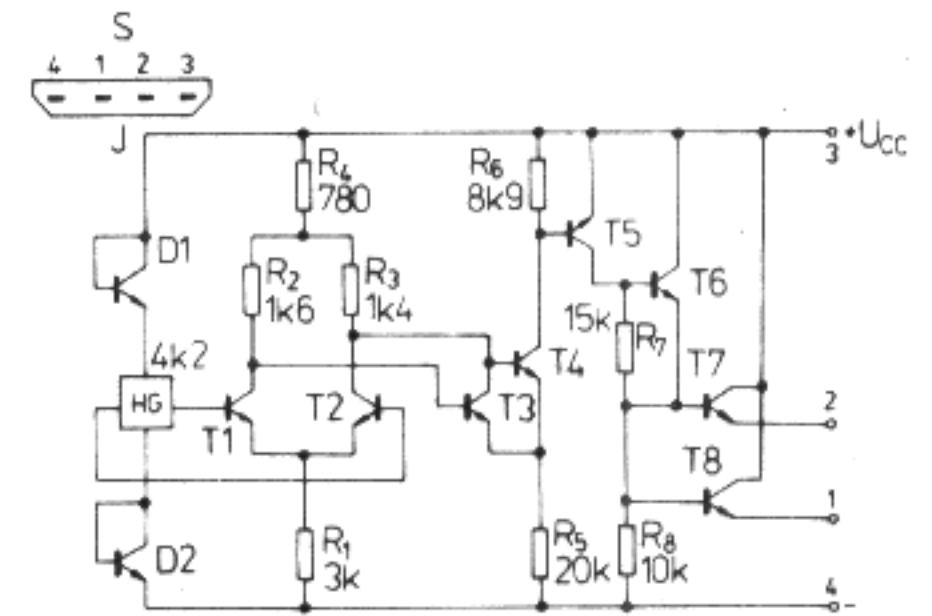 S
4 1 2 3
J
+UCC
3
R4
780
R6
8k9
D1
R2
1k6
R3
1k4
T5
T6
15k
R7
4k2
HG
T1
T2
T3
T4
T7
2
T8
1
D2
R1
3k
R5
20k
R8
10k
4
-